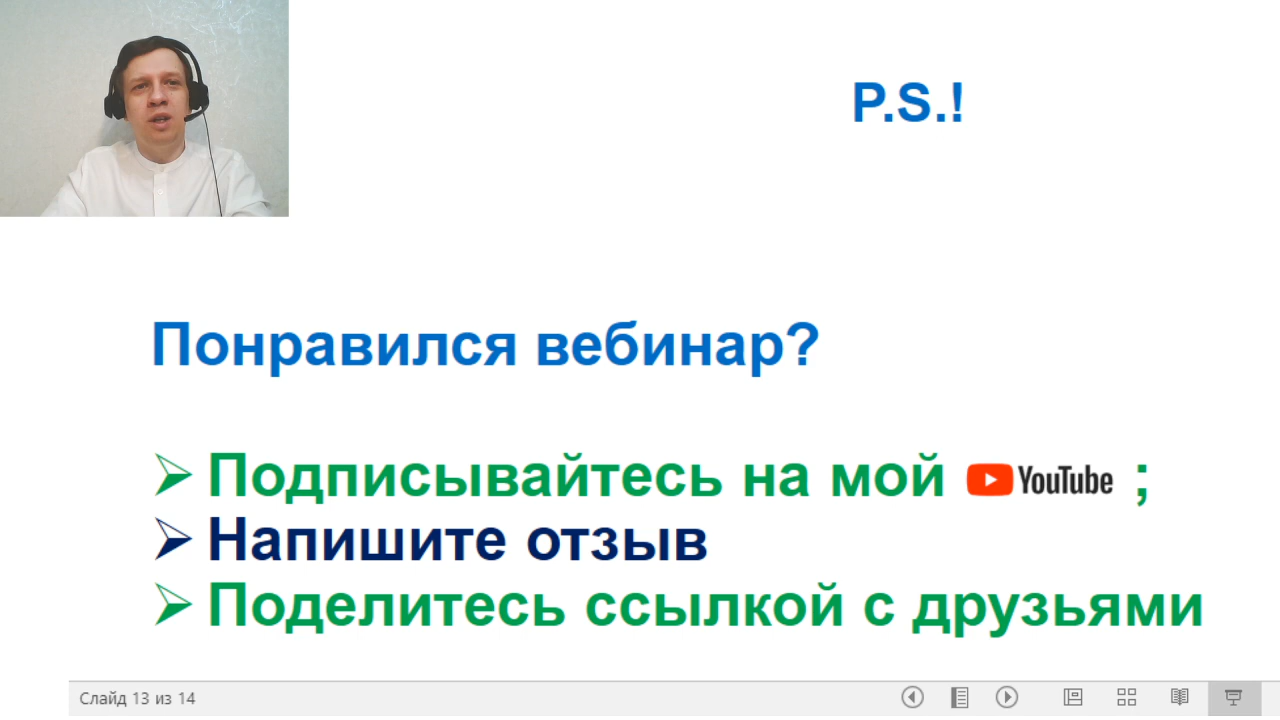 P.S.!
Понравился вебинар?
Подписывайтесь на мой YouTube ;
Напишите отзыв
Поделитесь ссылкой с друзьями
Слайд 13 из 14